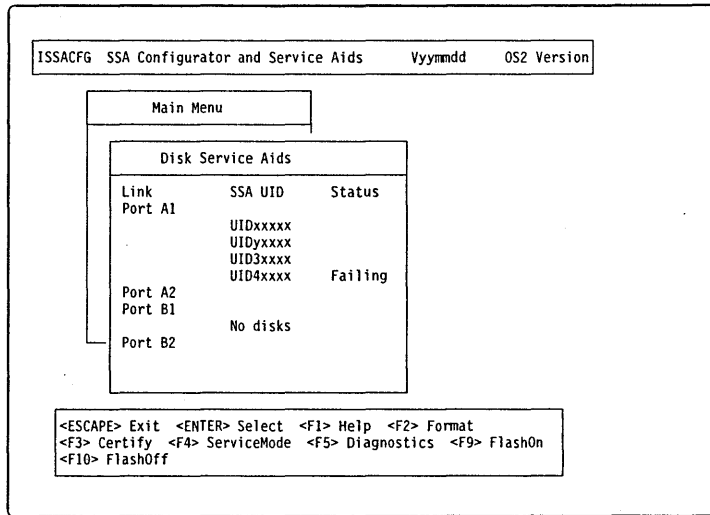 ISSACFG SSA Configurator and Service Aids Vyymmdd OS2 Version
Main Menu
Disk Service Aids
Link SSA UID Status
Port A1
UIDxxxxx
UIDyxxxx
UID3xxxx
UID4xxxx Failing
Port A2
Port B1
No disks
Port B2
<ESCAPE> Exit <ENTER> Select <F1> Help <F2> Format
<F3> Certify <F4> ServiceMode <F5> Diagnostics <F9> FlashOn
<F10> FlashOff